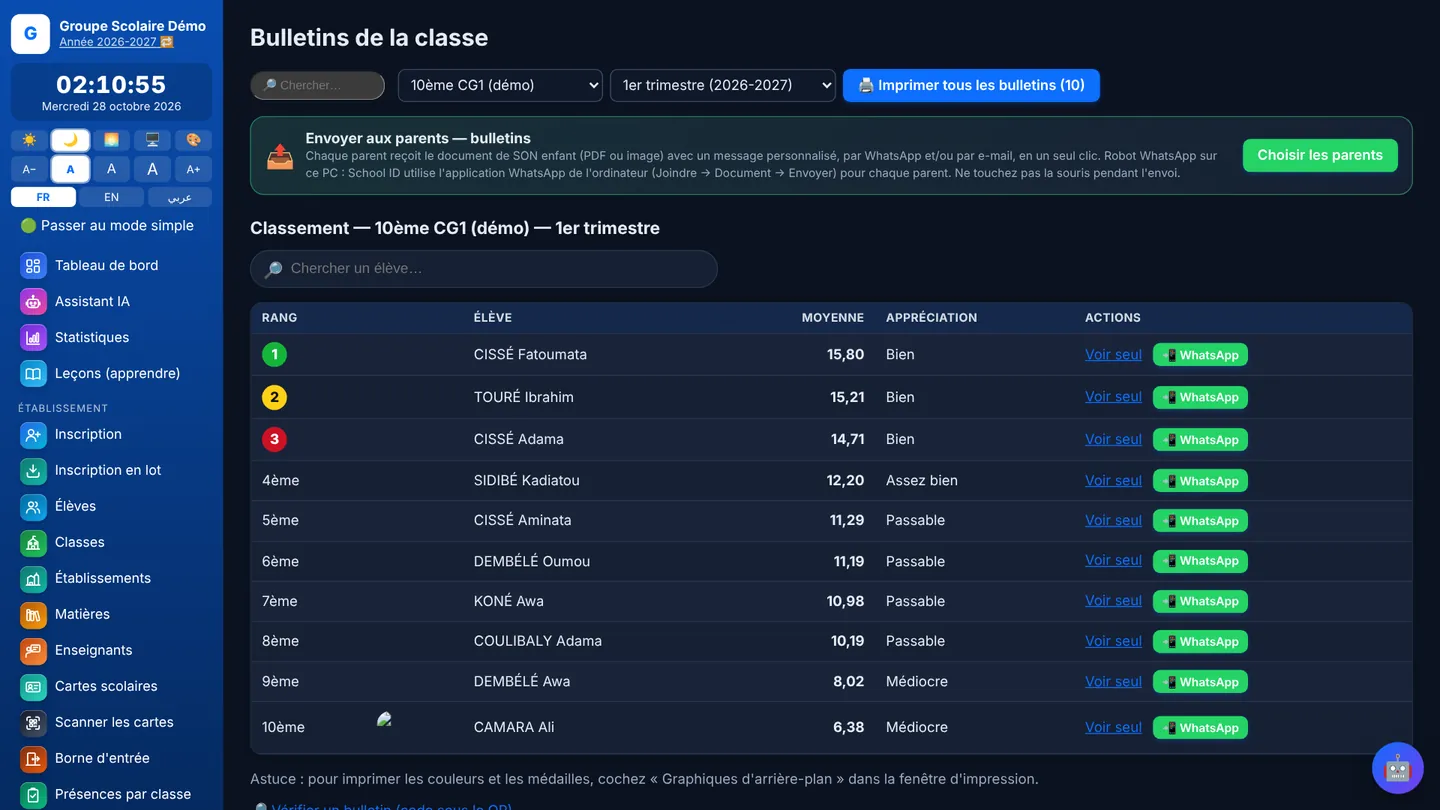 G
Groupe Scolaire Démo
Année 2026-2027 🔁
02:10:55
Mercredi 28 octobre 2026
A− A A A A+
FR EN عربي
Passer au mode simple
Tableau de bord
Assistant IA
Statistiques
Leçons (apprendre)
ÉTABLISSEMENT
Inscription
Inscription en lot
Élèves
Classes
Établissements
Matières
Enseignants
Cartes scolaires
Scanner les cartes
Borne d'entrée
Présences par classe
Bulletins de la classe
🔎 Chercher… 10ème CG1 (démo) 1er trimestre (2026-2027) 🖨️ Imprimer tous les bulletins (10)
Envoyer aux parents — bulletins
Chaque parent reçoit le document de SON enfant (PDF ou image) avec un message personnalisé, par WhatsApp et/ou par e-mail, en un seul clic. Robot WhatsApp sur
ce PC : School ID utilise l'application WhatsApp de l'ordinateur (Joindre → Document → Envoyer) pour chaque parent. Ne touchez pas la souris pendant l'envoi.
Choisir les parents
Classement — 10ème CG1 (démo) — 1er trimestre
🔎 Chercher un élève…
RANG ÉLÈVE MOYENNE APPRÉCIATION ACTIONS
1 CISSÉ Fatoumata 15,80 Bien Voir seul 📲 WhatsApp
2 TOURÉ Ibrahim 15,21 Bien Voir seul 📲 WhatsApp
3 CISSÉ Adama 14,71 Bien Voir seul 📲 WhatsApp
4ème SIDIBÉ Kadiatou 12,20 Assez bien Voir seul 📲 WhatsApp
5ème CISSÉ Aminata 11,29 Passable Voir seul 📲 WhatsApp
6ème DEMBÉLÉ Oumou 11,19 Passable Voir seul 📲 WhatsApp
7ème KONÉ Awa 10,98 Passable Voir seul 📲 WhatsApp
8ème COULIBALY Adama 10,19 Passable Voir seul 📲 WhatsApp
9ème DEMBÉLÉ Awa 8,02 Médiocre Voir seul 📲 WhatsApp
10ème CAMARA Ali 6,38 Médiocre Voir seul 📲 WhatsApp
Astuce : pour imprimer les couleurs et les médailles, cochez « Graphiques d'arrière-plan » dans la fenêtre d'impression.
🔎 Vérifier un bulletin (code sous le QR)